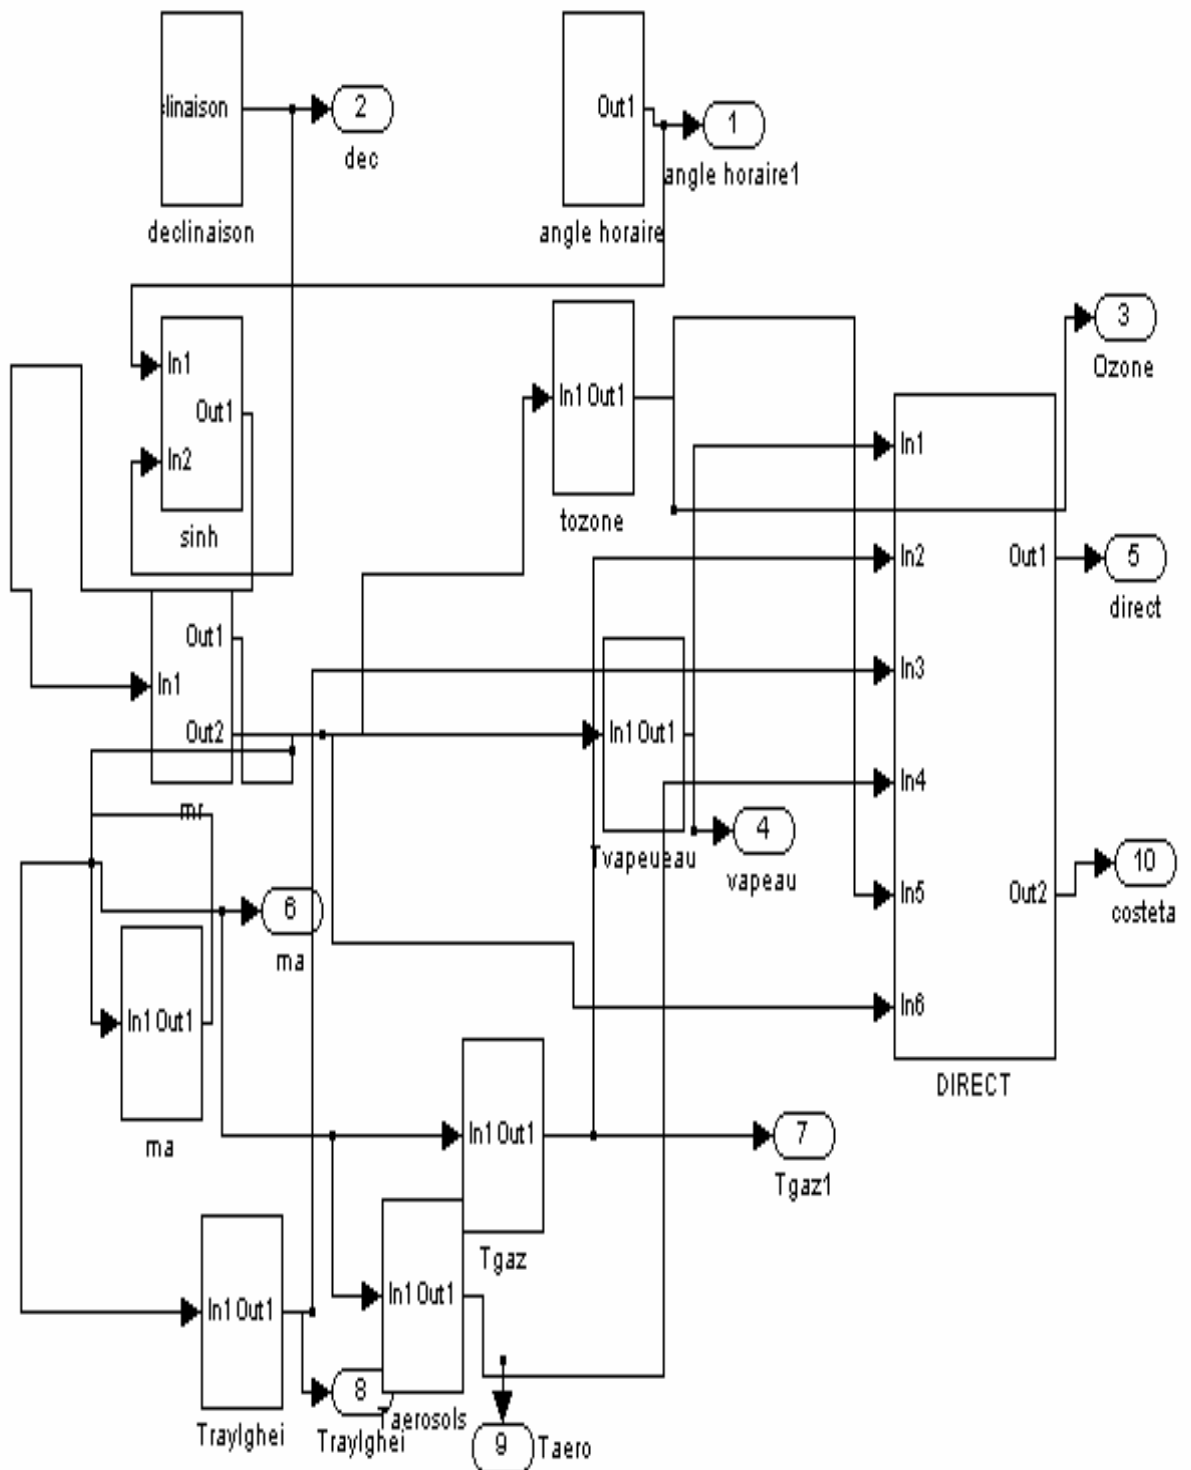 clinaison
2
dec
declinaison
Out1
1
angle horaire1
angle horaire
In1
Out1
In2
sinh
In1 Out1
tozone
3
Ozone
In1
In2
Out1
5
direct
In3
In4
In5
Out2
10
costeta
In6
DIRECT
Out1
In1
Out2
mr
In1 Out1
Tvapeueau
4
vapeau
6
ma
In1 Out1
ma
In1 Out1
Tgaz
7
Tgaz1
In1 Out1
Traylghei
8
Traylghei
In1 Out1
Taerosols
9
Taero